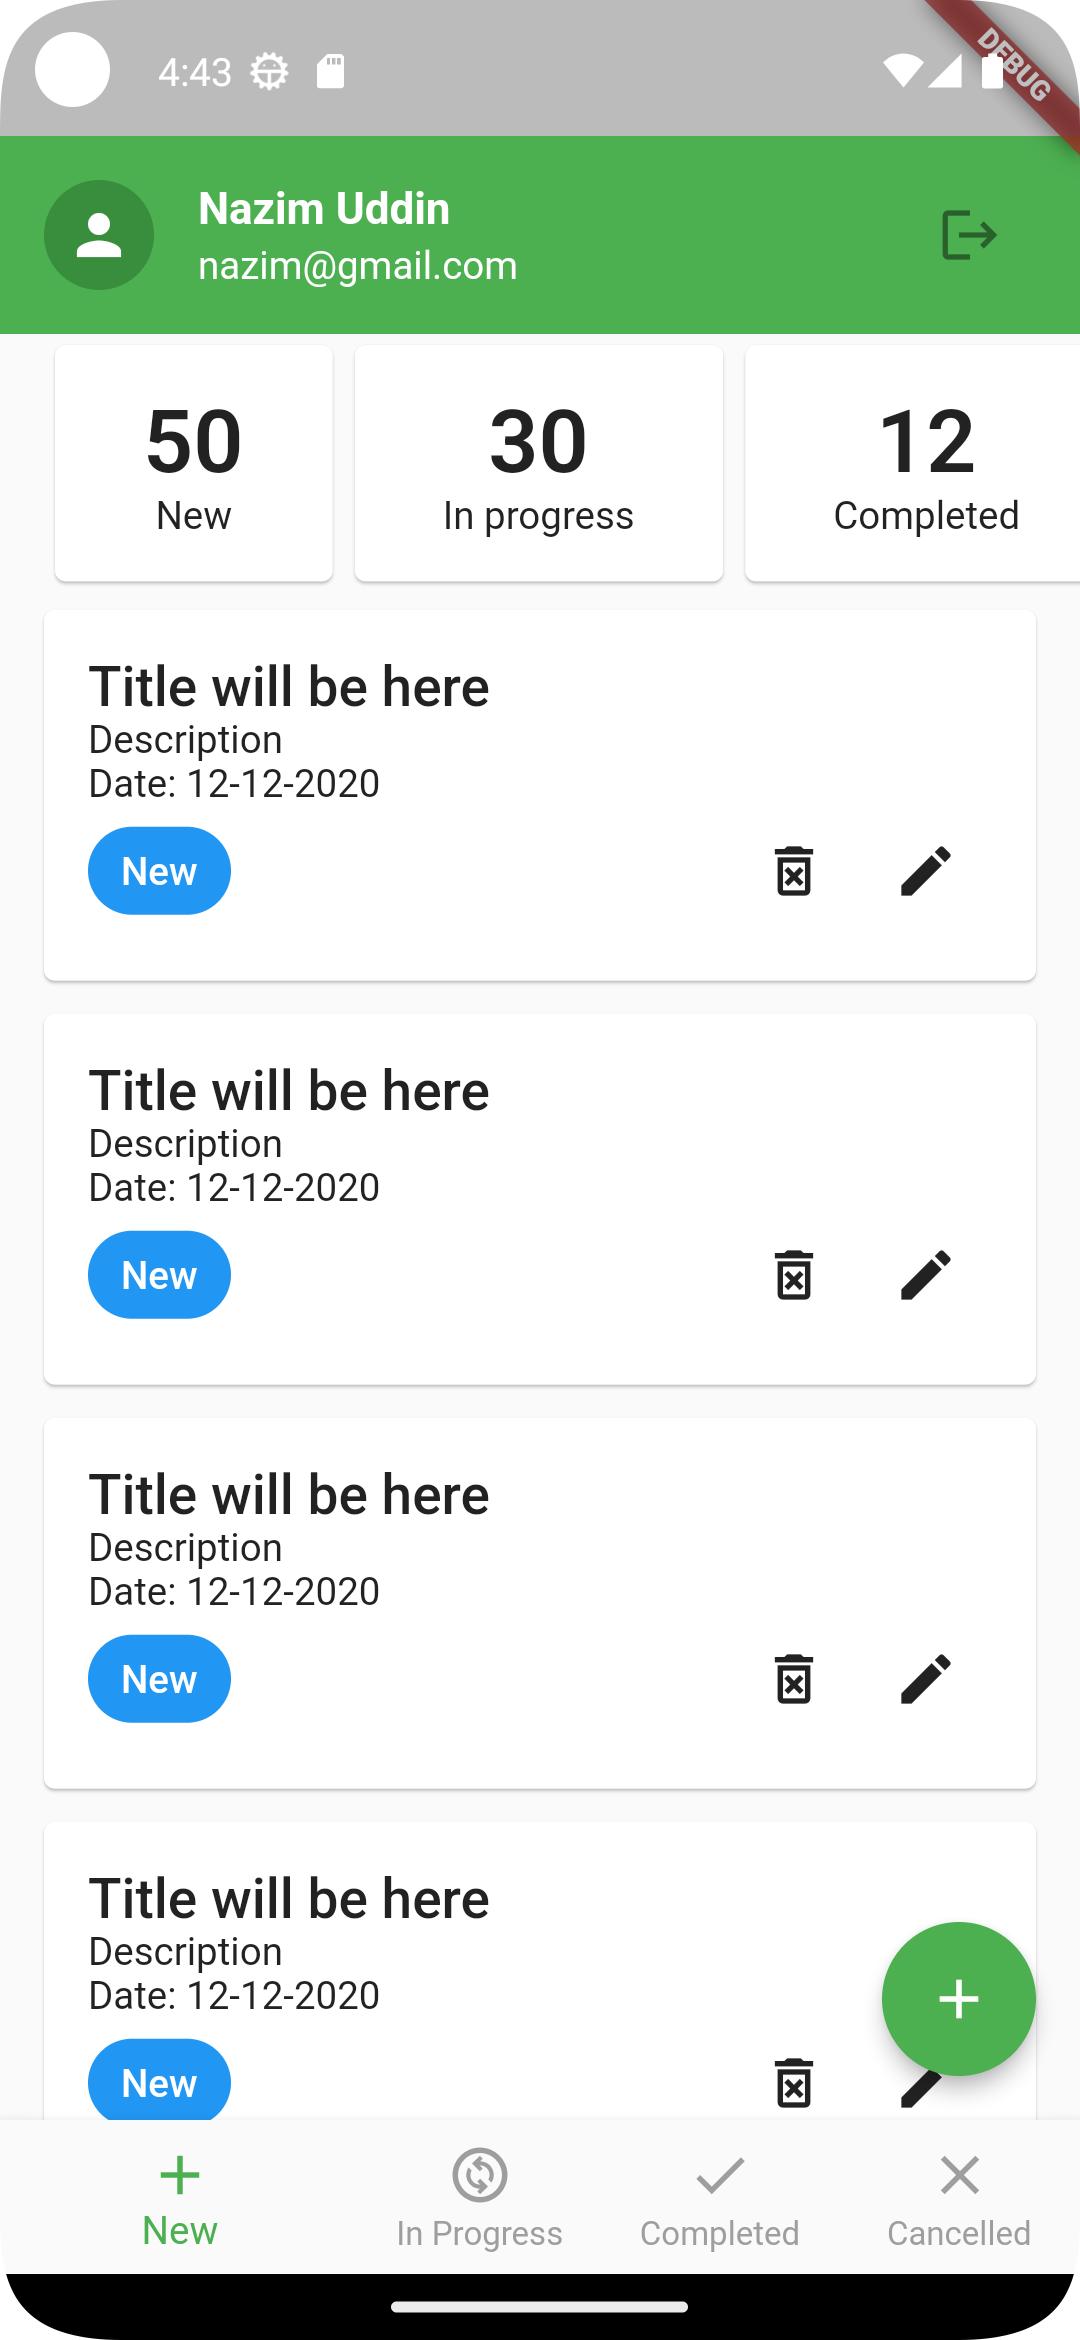 4:43
DEBUG
Nazim Uddin
nazim@gmail.com
50
New
30
In progress
12
Completed
Title will be here
Description
Date: 12-12-2020
New
Title will be here
Description
Date: 12-12-2020
New
Title will be here
Description
Date: 12-12-2020
New
Title will be here
Description
Date: 12-12-2020
New
New
In Progress
Completed
Cancelled